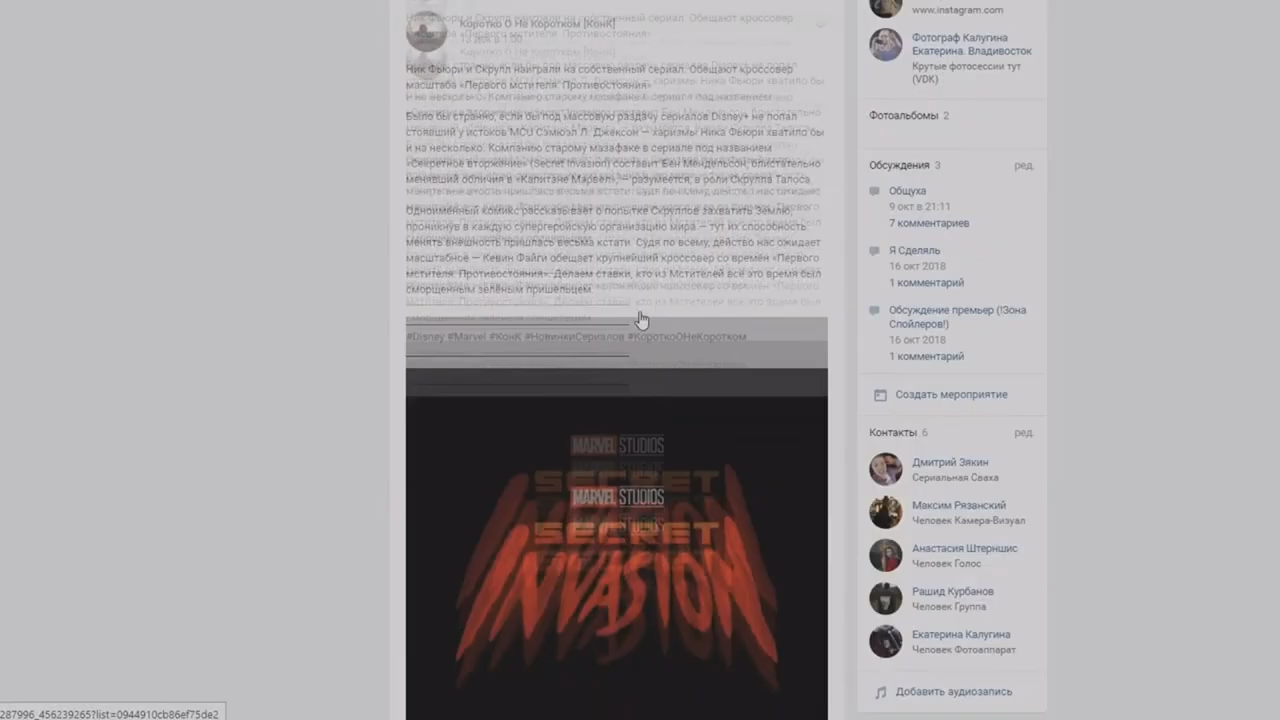 Коротко О Не Коротком [КонК]
Ник Фьюри и Скрулл наиграли на собственный сериал. Обещают кроссовер
масштаба «Первого мстителя: Противостояния»
Было бы странно, если бы под массовую раздачу сериалов Disney+ не попал
стоявший у истоков MCU Сэмюэл Л. Джексон — харизмы Ника Фьюри хватило бы
и на несколько. Компанию старому мазафаке в сериале под названием
«Секретное вторжение» (Secret Invasion) составит Бен Мендельсон, блистательно
менявший обличия в «Капитане Марвел», — разумеется, в роли Скрулла Талоса.
Одноименный комикс рассказывает о попытке Скруллов захватить Землю,
проникнув в каждую супергеройскую организацию мира — тут их способность
менять внешность пришлась весьма кстати. Судя по всему, действо нас ожидает
масштабное — Кевин Файги обещает крупнейший кроссовер со времён «Первого
мстителя: Противостояния». Делаем ставки, кто из Мстителей всё это время был
сморщенным зелёным пришельцем.
#Disney #Marvel #КонК #НовинкиСериалов #КороткоОНеКоротком
MARVEL STUDIOS
SECRET
INVASION
www.instagram.com
Фотограф Калугина
Екатерина. Владивосток
Крутые фотосессии тут
(VDK)
Фотоальбомы 2
Обсуждения 3 ред.
Общуха
9 окт в 21:11
7 комментариев
Я Сделяль
16 окт 2018
1 комментарий
Обсуждение премьер (!Зона
Спойлеров!)
16 окт 2018
1 комментарий
Создать мероприятие
Контакты 6 ред.
Дмитрий Зякин
Сериальная Сваха
Максим Рязанский
Человек Камера-Визуал
Анастасия Штерншис
Человек Голос
Рашид Курбанов
Человек Группа
Екатерина Калугина
Человек Фотоаппарат
Добавить аудиозапись
287996_456239265?list=0944910cb86ef75de2